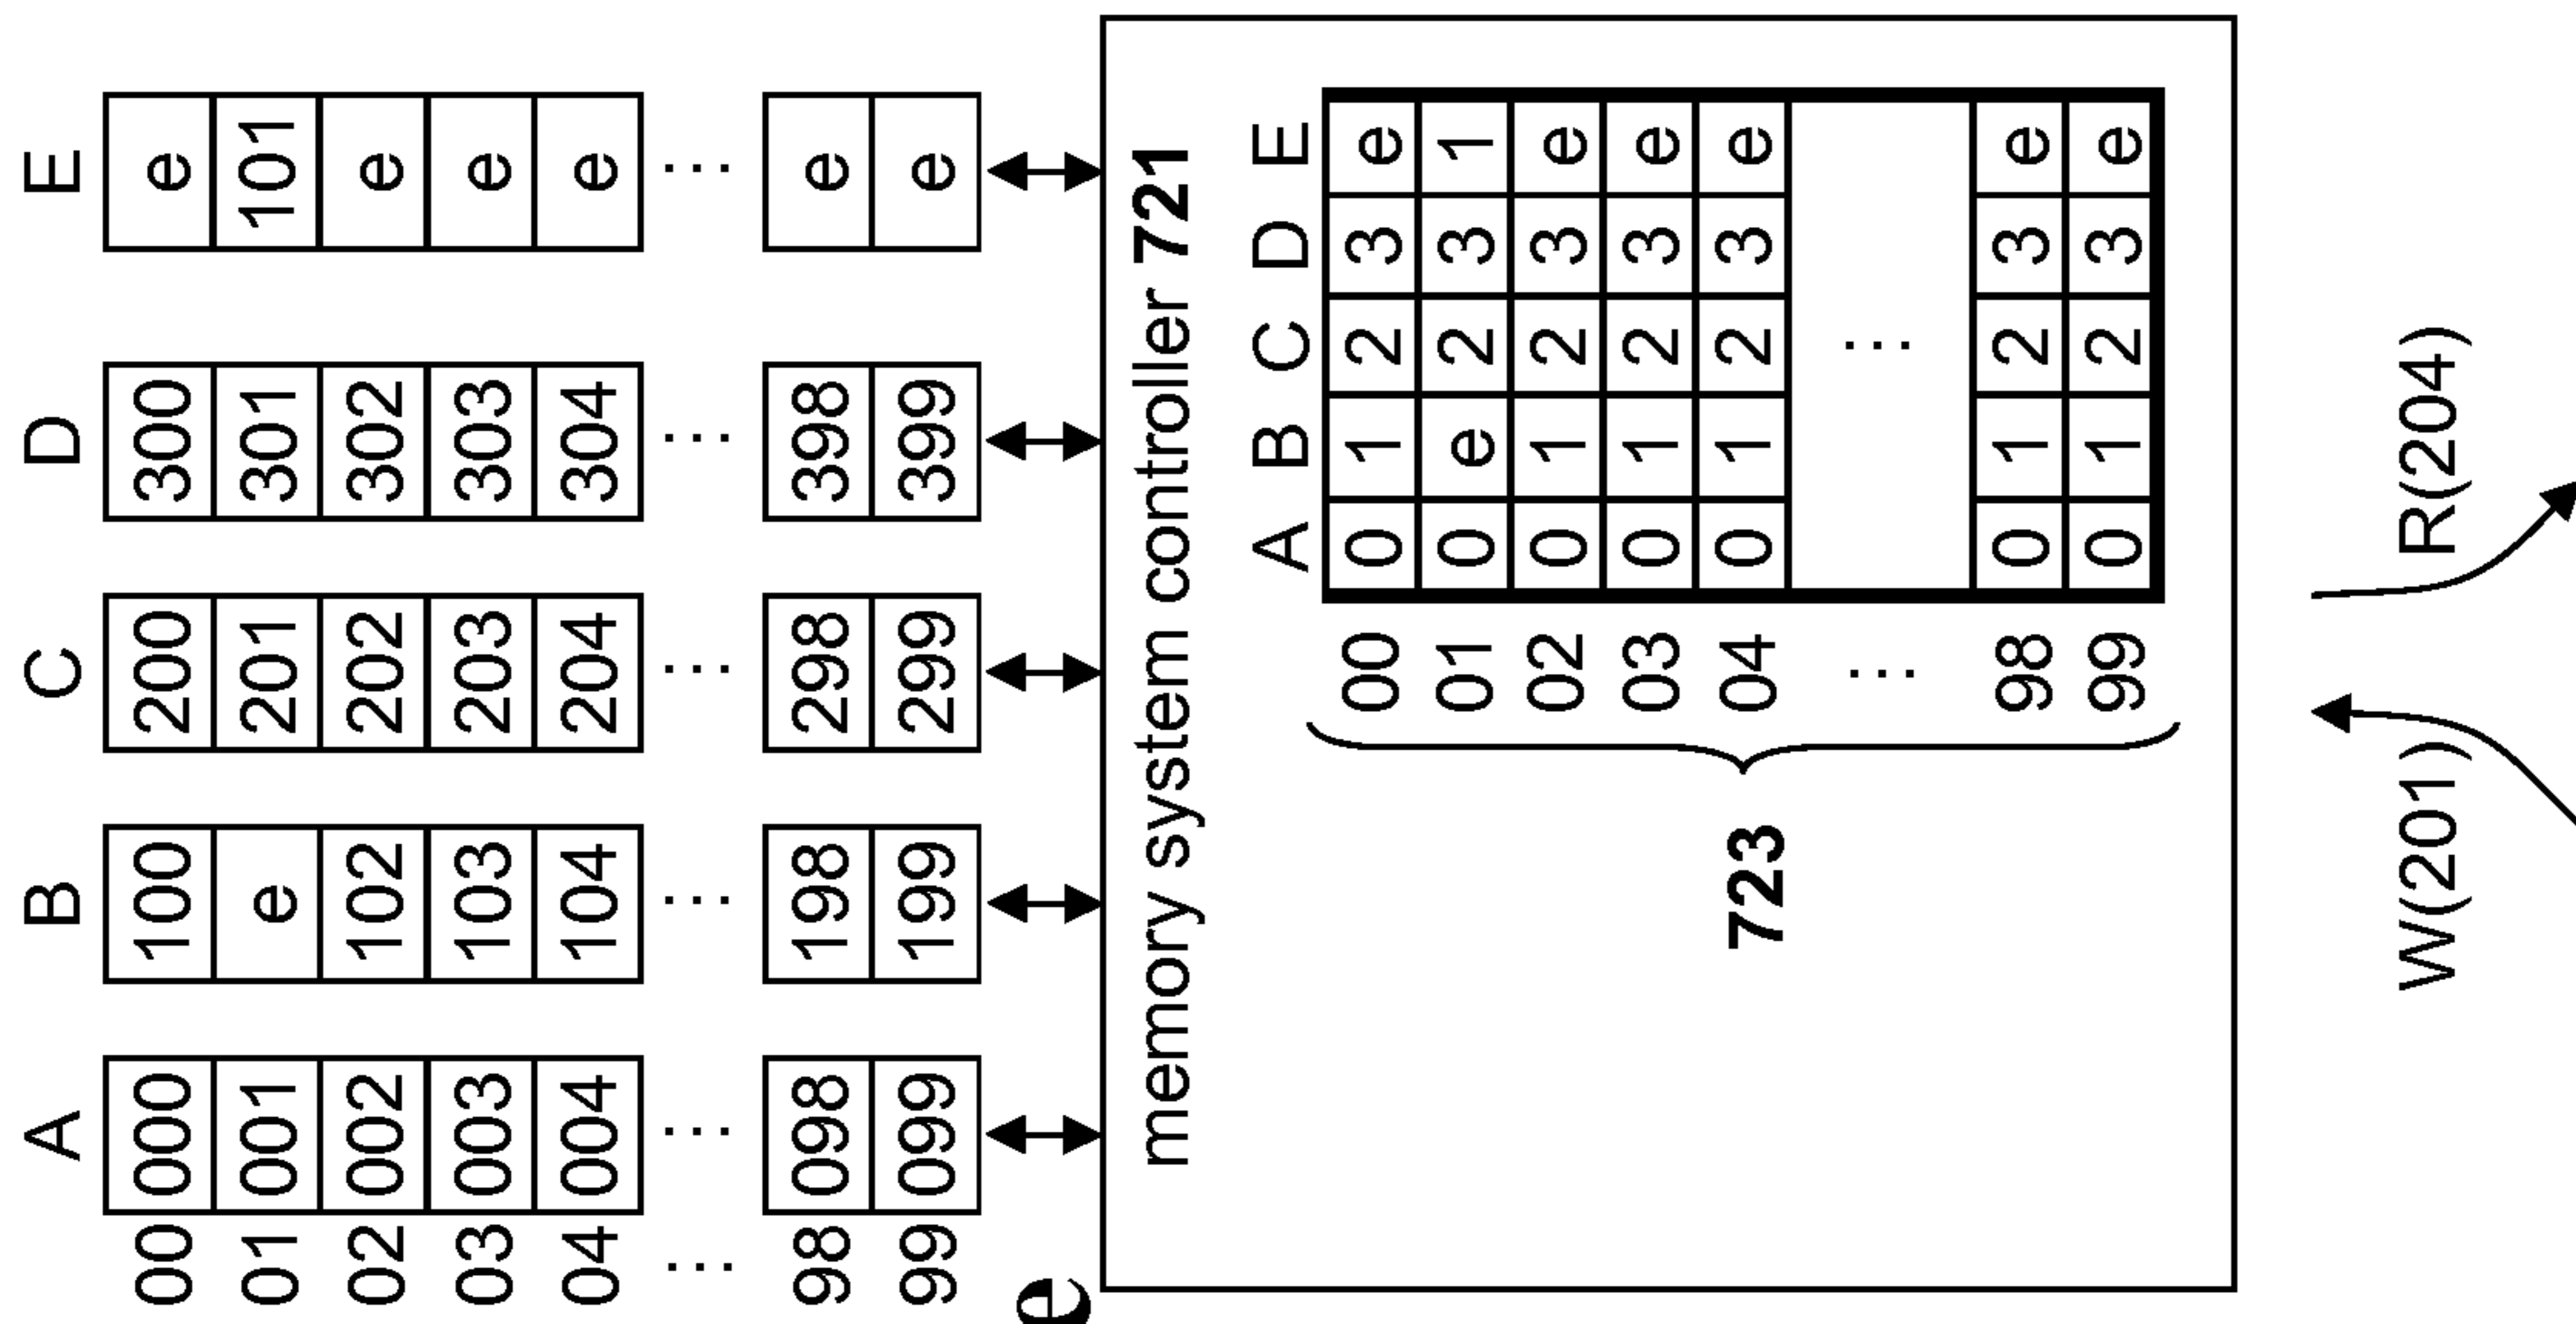 A B C D E
00 000 100 200 300 e
01 001 e 201 301 101
02 002 102 202 302 e
03 003 103 203 303 e
04 004 104 204 304 e
... ... ... ... ... ...
98 098 198 298 398 e
99 099 199 299 399 e
e
memory system controller 721
A B C D E
00 0 1 2 3 e
01 0 e 2 3 1
02 0 1 2 3 e
03 0 1 2 3 e
04 0 1 2 3 e
723
... ...
98 0 1 2 3 e
99 0 1 2 3 e
W(201) R(204)